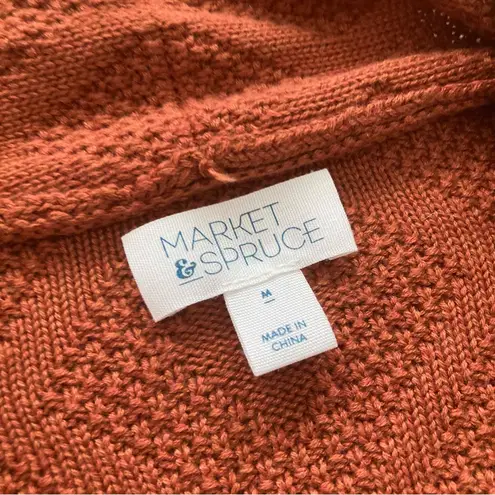 MARKET
& SPRUCE
M
MADE IN
CHINA